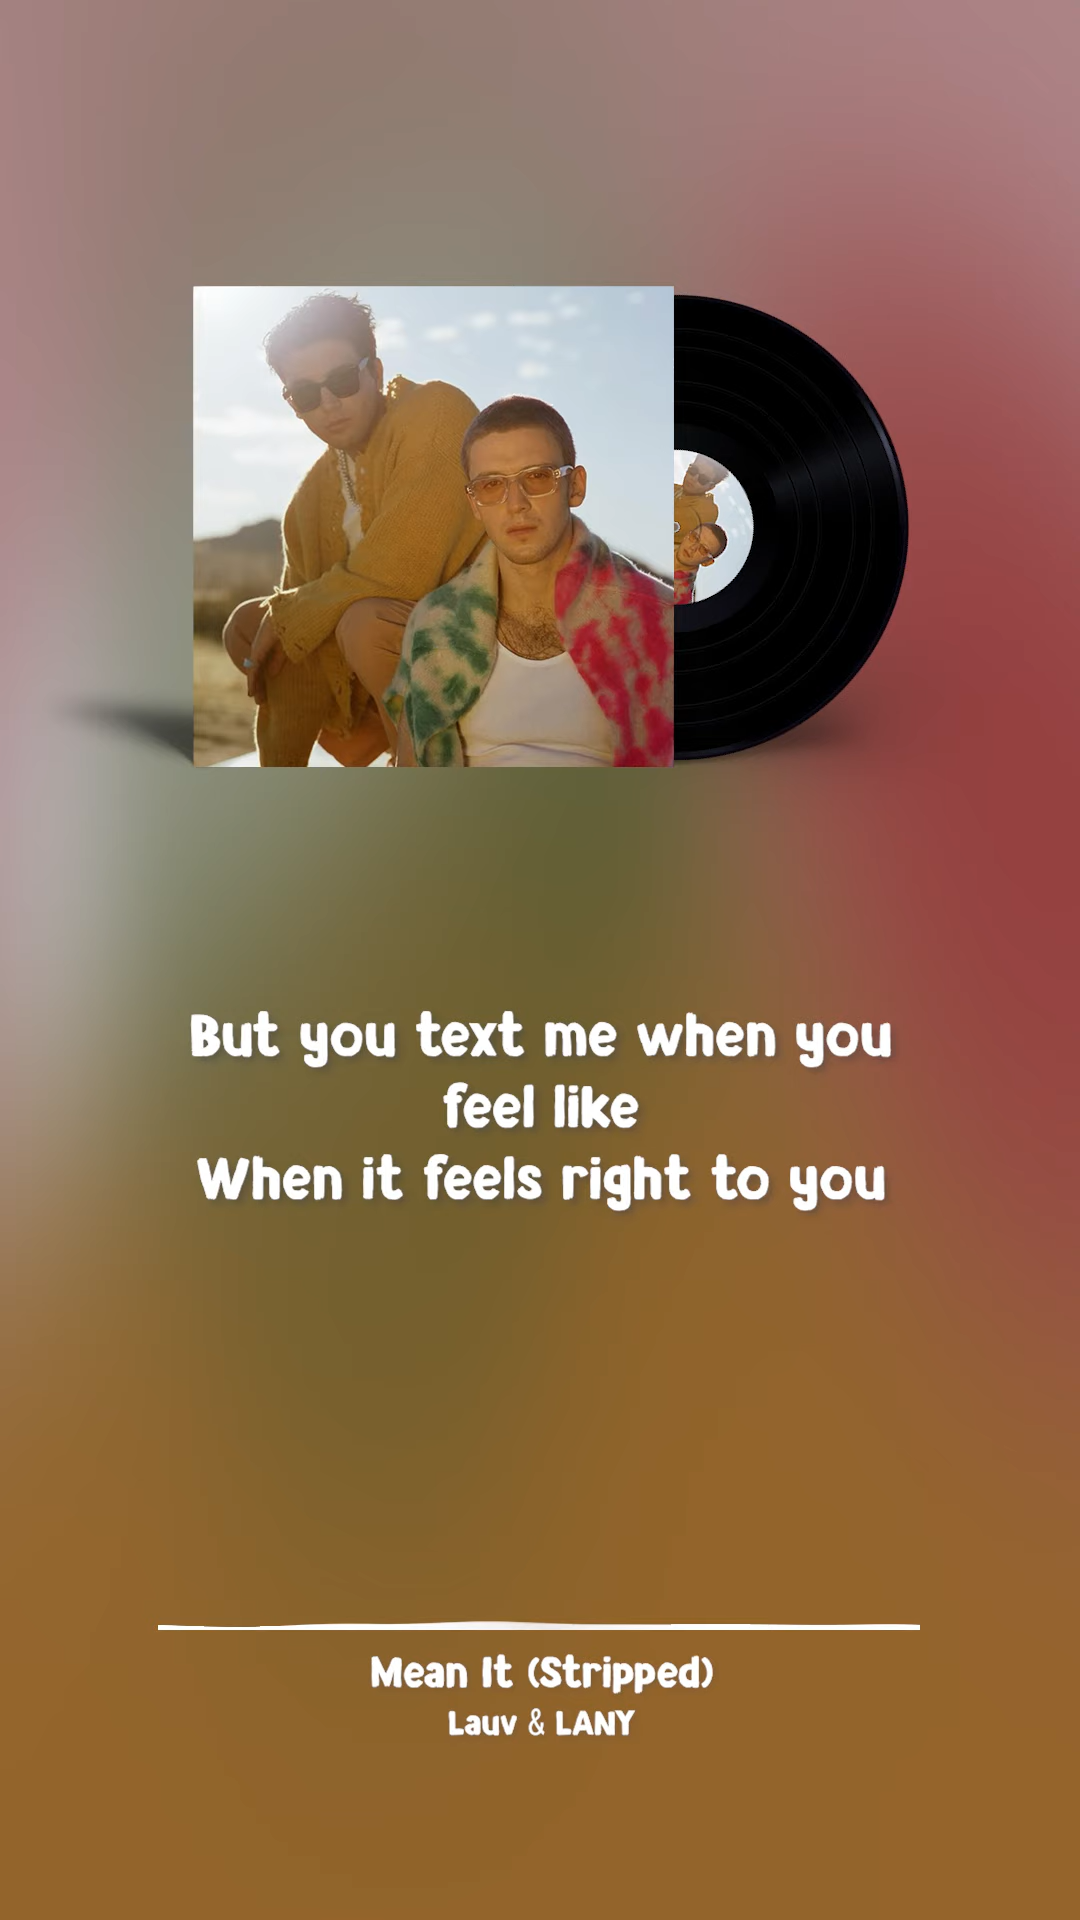 But you text me when you
feel like
When it feels right to you
Mean It (Stripped)
Lauv & LANY